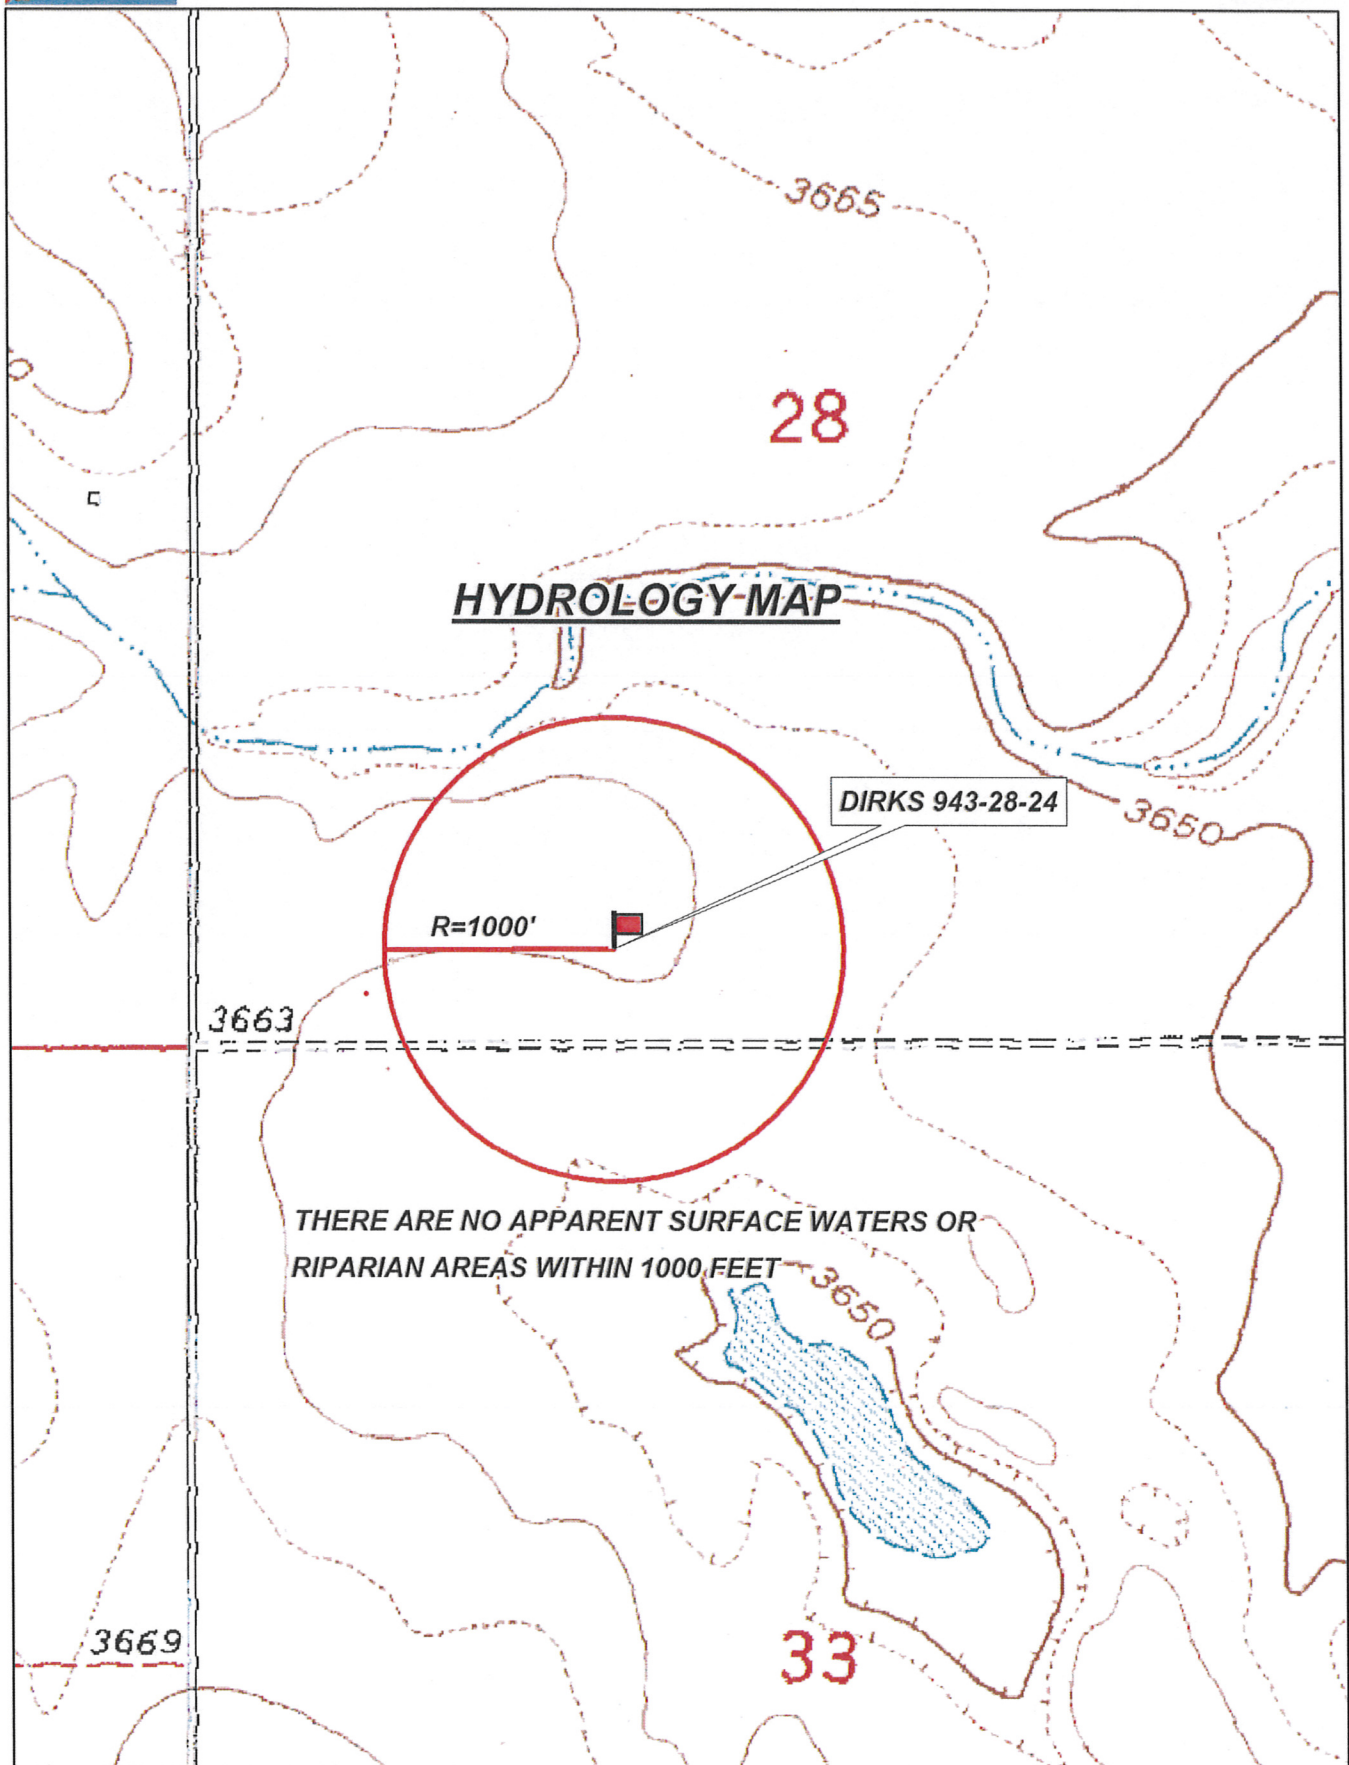 3665
28
HYDROLOGY MAP
DIRKS 943-28-24
3650
R=1000'
3663
THERE ARE NO APPARENT SURFACE WATERS OR
RIPARIAN AREAS WITHIN 1000 FEET
3650
3669
33